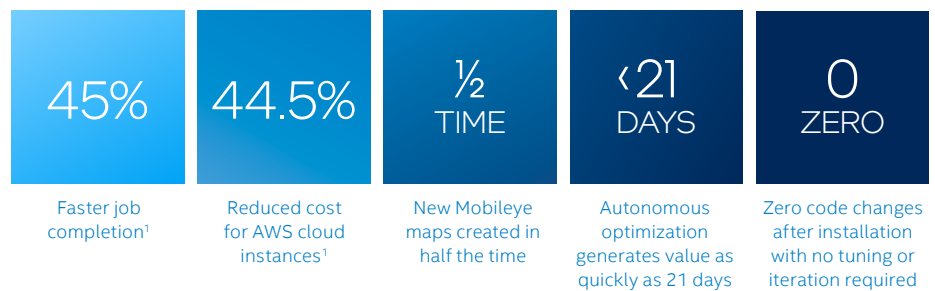 45%
Faster job
completion¹
44.5%
Reduced cost
for AWS cloud
instances¹
½
TIME
New Mobileye
maps created in
half the time
‹21
DAYS
Autonomous
optimization
generates value as
quickly as 21 days
0
ZERO
Zero code changes
after installation
with no tuning or
iteration required